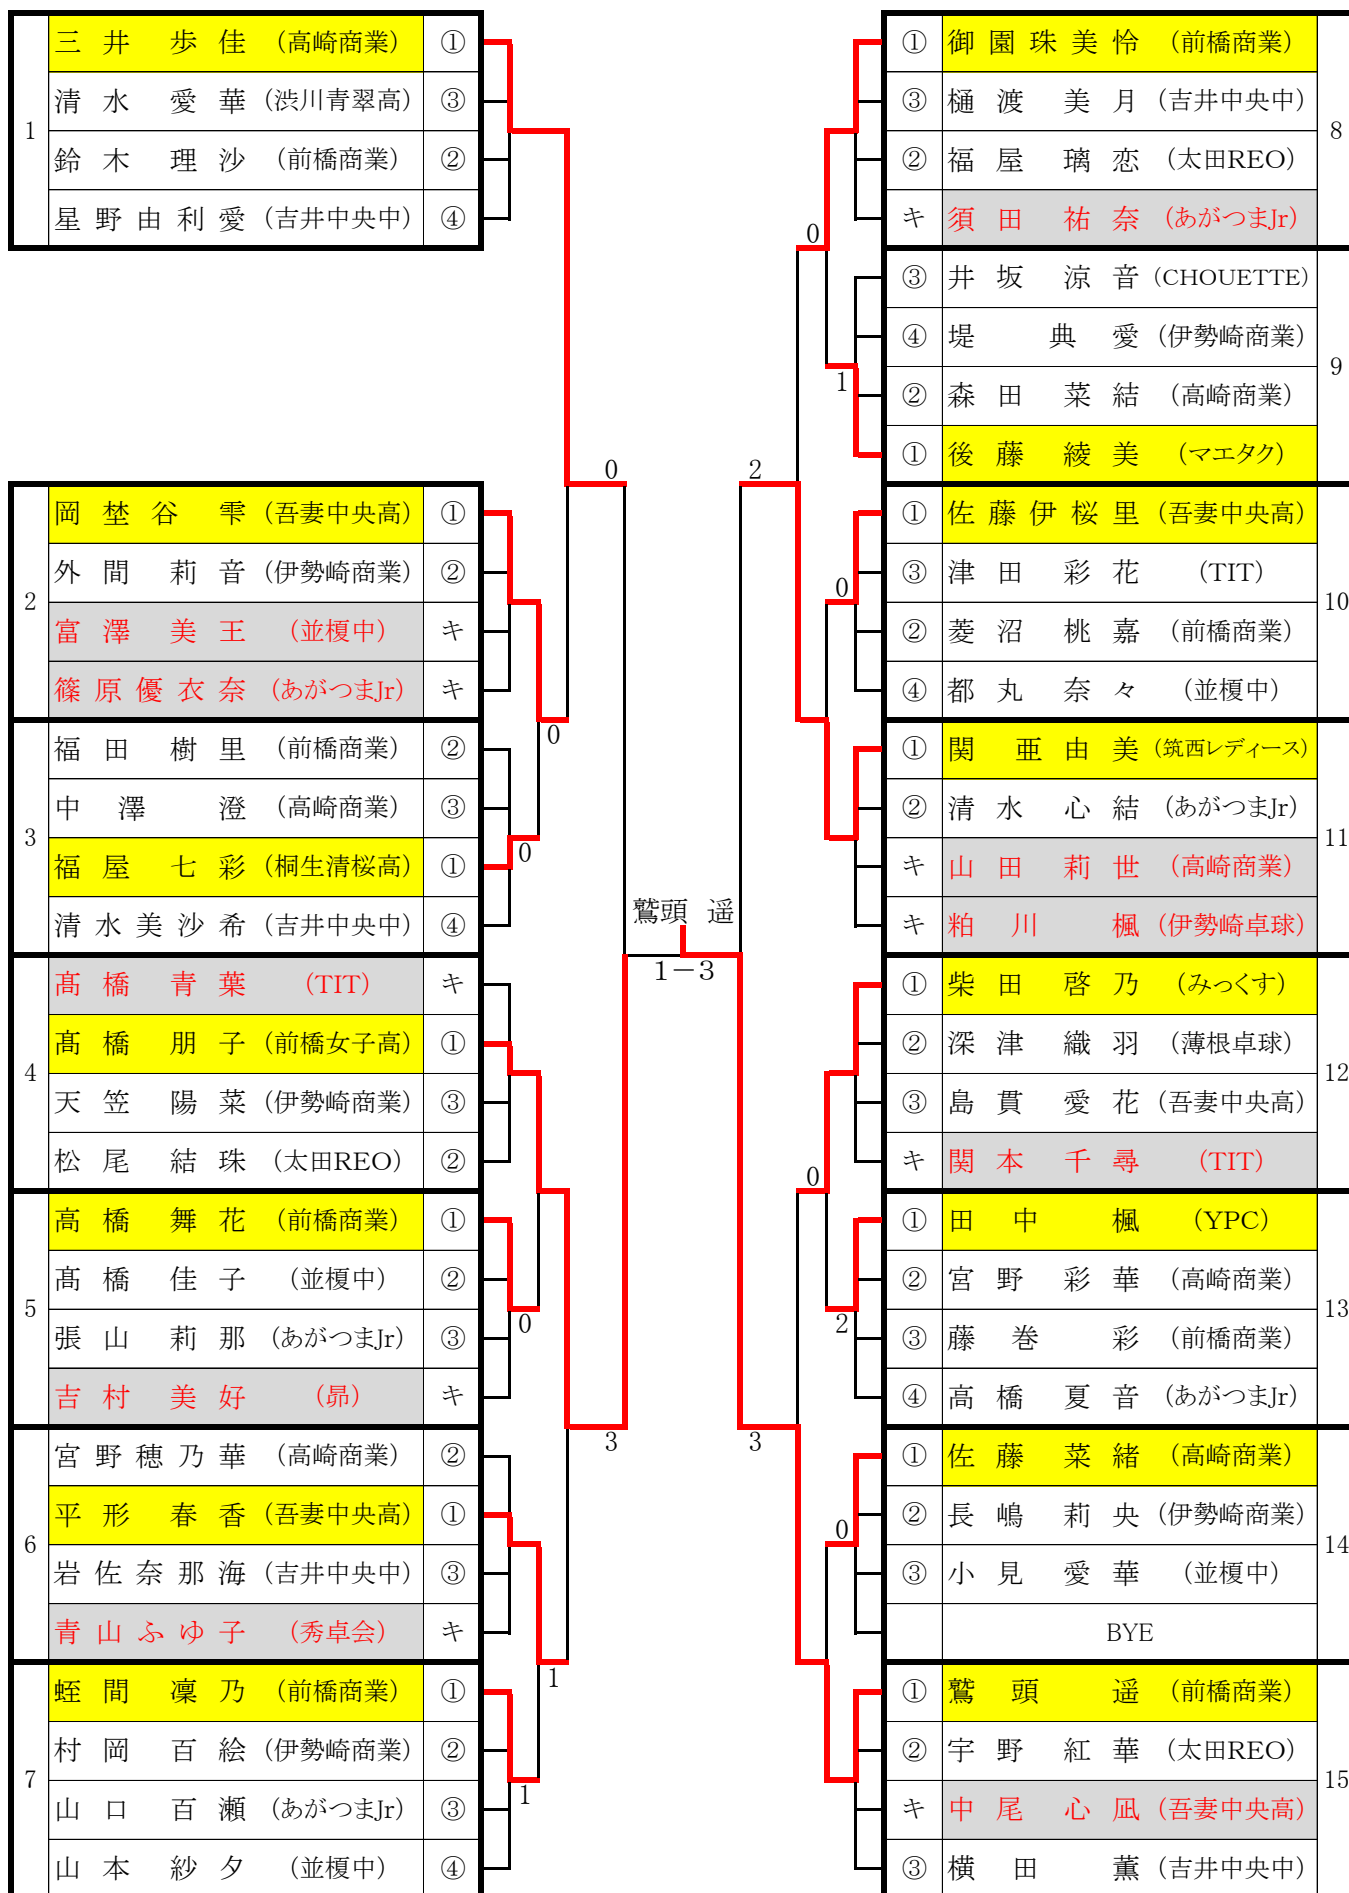 1
三井 歩佳 (高崎商業) ①
清水 愛華 (渋川青翠高) ③
鈴木 理沙 (前橋商業) ②
星野由利愛 (吉井中央中) ④
2
岡埜谷 雫 (吾妻中央高) ①
外間 莉音 (伊勢崎商業) ②
富澤 美王 (並榎中) キ
篠原優衣奈 (あがつまJr) キ
3
福田 樹里 (前橋商業) ②
中澤 澄 (高崎商業) ③
福屋 七彩 (桐生清桜高) ①
清水美沙希 (吉井中央中) ④
4
髙橋 青葉 (TIT) キ
髙橋 朋子 (前橋女子高) ①
天笠 陽菜 (伊勢崎商業) ③
松尾 結珠 (太田REO) ②
5
高橋 舞花 (前橋商業) ①
髙橋 佳子 (並榎中) ②
張山 莉那 (あがつまJr) ③
吉村 美好 (昴) キ
6
宮野穂乃華 (高崎商業) ②
平形 春香 (吾妻中央高) ①
岩佐奈那海 (吉井中央中) ③
青山ふゆ子 (秀卓会) キ
7
蛭間 凜乃 (前橋商業) ①
村岡 百絵 (伊勢崎商業) ②
山口 百瀬 (あがつまJr) ③
山本 紗夕 (並榎中) ④
0
0
0
0
3
1
1
鷲頭 遥
1－3
0
1
2
0
0
2
3
0
① 御園珠美怜 (前橋商業)
③ 樋渡 美月 (吉井中央中)
② 福屋 璃恋 (太田REO)
キ 須田 祐奈 (あがつまJr)
8
③ 井坂 涼音 (CHOUETTE)
④ 堤 典愛 (伊勢崎商業)
② 森田 菜結 (高崎商業)
① 後藤 綾美 (マエタク)
9
① 佐藤伊桜里 (吾妻中央高)
③ 津田 彩花 (TIT)
② 菱沼 桃嘉 (前橋商業)
④ 都丸 奈々 (並榎中)
10
① 関 亜由美 (筑西レディース)
② 清水 心結 (あがつまJr)
キ 山田 莉世 (高崎商業)
キ 粕川 楓 (伊勢崎卓球)
11
① 柴田 啓乃 (みっくす)
② 深津 織羽 (薄根卓球)
③ 島貫 愛花 (吾妻中央高)
キ 関本 千尋 (TIT)
12
① 田中 楓 (YPC)
② 宮野 彩華 (高崎商業)
③ 藤巻 彩 (前橋商業)
④ 高橋 夏音 (あがつまJr)
13
① 佐藤 菜緒 (高崎商業)
② 長嶋 莉央 (伊勢崎商業)
③ 小見 愛華 (並榎中)
BYE
14
① 鷲頭 遥 (前橋商業)
② 宇野 紅華 (太田REO)
キ 中尾 心凪 (吾妻中央高)
③ 横田 薫 (吉井中央中)
15